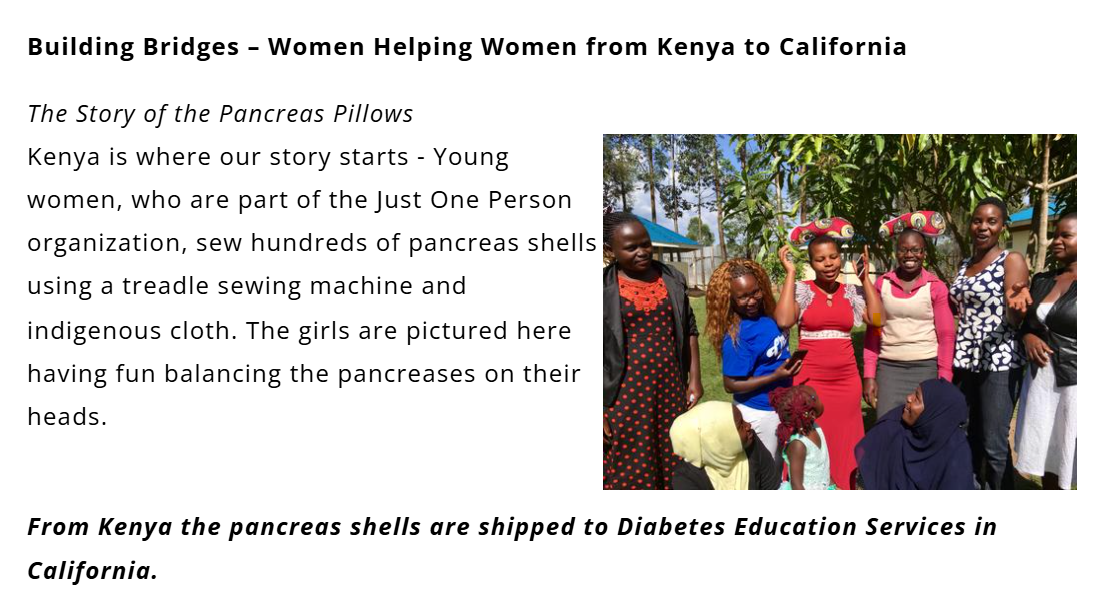 Building Bridges – Women Helping Women from Kenya to California
The Story of the Pancreas Pillows
Kenya is where our story starts - Young
women, who are part of the Just One Person
organization, sew hundreds of pancreas shells
using a treadle sewing machine and
indigenous cloth. The girls are pictured here
having fun balancing the pancreases on their
heads.
From Kenya the pancreas shells are shipped to Diabetes Education Services in
California.